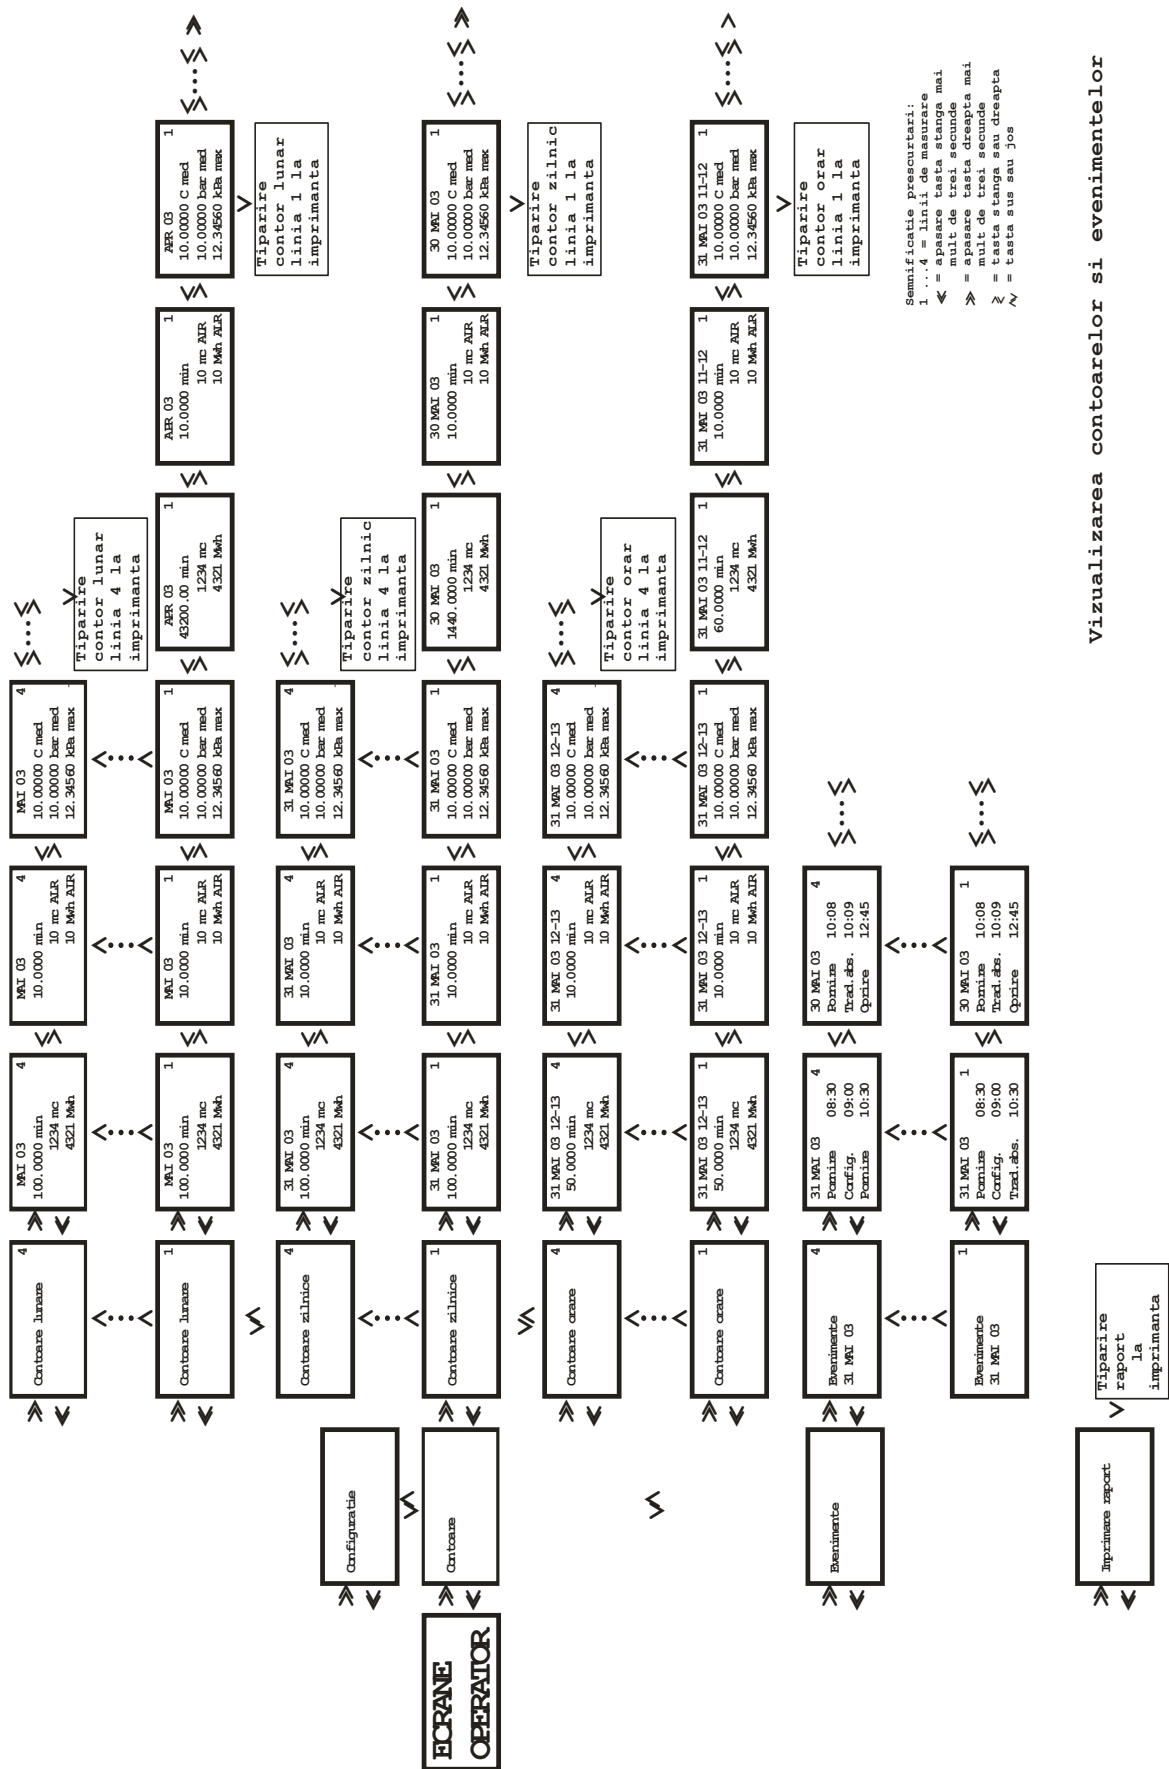 Contoare lunare 4
MAI 03 4
100.0000 min
1234 mc
4321 Mwh
MAI 03 4
10.0000 min
10 mc ALR
10 Mwh ALR
MAI 03 4
10.00000 C med
10.00000 bar med
12.34560 kPa max
Tiparire
contor lunar
linia 4 la
imprimanta
Contoare lunare 1
MAI 03 1
100.0000 min
1234 mc
4321 Mwh
MAI 03 1
10.0000 min
10 mc ALR
10 Mwh ALR
MAI 03 1
10.00000 C med
10.00000 bar med
12.34560 kPa max
APR 03 1
43200.00 min
1234 mc
4321 Mwh
APR 03 1
10.0000 min
10 mc ALR
10 Mwh ALR
APR 03 1
10.00000 C med
10.00000 bar med
12.34560 kPa max
Tiparire
contor lunar
linia 1 la
imprimanta
Contoare zilnice 4
31 MAI 03 4
100.0000 min
1234 mc
4321 Mwh
31 MAI 03 4
10.0000 min
10 mc ALR
10 Mwh ALR
31 MAI 03 4
10.00000 C med
10.00000 bar med
12.34560 kPa max
Tiparire
contor zilnic
linia 4 la
imprimanta
Configuratie
ECRANE
OPERATOR
Contoare
Contoare zilnice 1
31 MAI 03 1
100.0000 min
1234 mc
4321 Mwh
31 MAI 03 1
10.0000 min
10 mc ALR
10 Mwh ALR
31 MAI 03 1
10.00000 C med
10.00000 bar med
12.34560 kPa max
30 MAI 03 1
1440.0000 min
1234 mc
4321 Mwh
30 MAI 03 1
10.0000 min
10 mc ALR
10 Mwh ALR
30 MAI 03 1
10.00000 C med
10.00000 bar med
12.34560 kPa max
Tiparire
contor zilnic
linia 1 la
imprimanta
Contoare orare 4
31 MAI 03 12-13 4
50.0000 min
1234 mc
4321 Mwh
31 MAI 03 12-13 4
10.0000 min
10 mc ALR
10 Mwh ALR
31 MAI 03 12-13 4
10.00000 C med
10.00000 bar med
12.34560 kPa max
Tiparire
contor orar
linia 4 la
imprimanta
Contoare orare 1
31 MAI 03 12-13 1
50.0000 min
1234 mc
4321 Mwh
31 MAI 03 12-13 1
10.0000 min
10 mc ALR
10 Mwh ALR
31 MAI 03 12-13 1
10.00000 C med
10.00000 bar med
12.34560 kPa max
31 MAI 03 11-12 1
60.0000 min
1234 mc
4321 Mwh
31 MAI 03 11-12 1
10.0000 min
10 mc ALR
10 Mwh ALR
31 MAI 03 11-12 1
10.00000 C med
10.00000 bar med
12.34560 kPa max
Tiparire
contor orar
linia 1 la
imprimanta
Evenimente
Evenimente 4
31 MAI 03
31 MAI 03 4
Pornire 08:30
Config. 09:00
Pornire 10:30
30 MAI 03 4
Pornire 10:08
Trad.abs. 10:09
Oprire 12:45
Evenimente 1
31 MAI 03
31 MAI 03 1
Pornire 08:30
Config. 09:00
Trad.abs. 10:30
30 MAI 03 1
Pornire 10:08
Trad.abs. 10:09
Oprire 12:45
Semnificatie prescurtari:
1 ...4 = linii de masurare
≪ = apasare tasta stanga mai
mult de trei secunde
≫ = apasare tasta dreapta mai
mult de trei secunde
≷ = tasta stanga sau dreapta
∧∨ = tasta sus sau jos
Imprimare raport
Tiparire
raport
la
imprimanta
Vizualizarea contoarelor si evenimentelor